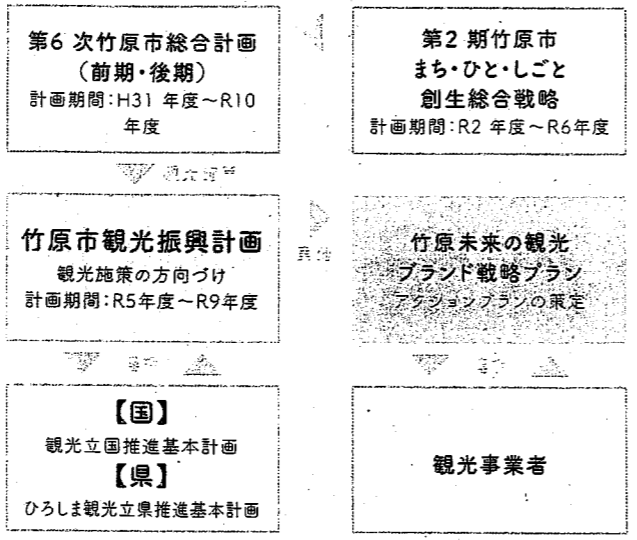 第6次竹原市総合計画
（前期・後期）
計画期間：H31 年度～R10
年度
第2 期竹原市
まち・ひと・しごと
創生総合戦略
計画期間：R2 年度～R6年度
竹原市観光振興計画
観光施策の方向づけ
計画期間：R5年度～R9年度
竹原未来の観光
ブランド戦略プラン
アクションプランの策定
【国】
観光立国推進基本計画
【県】
ひろしま観光立県推進基本計画
観光事業者